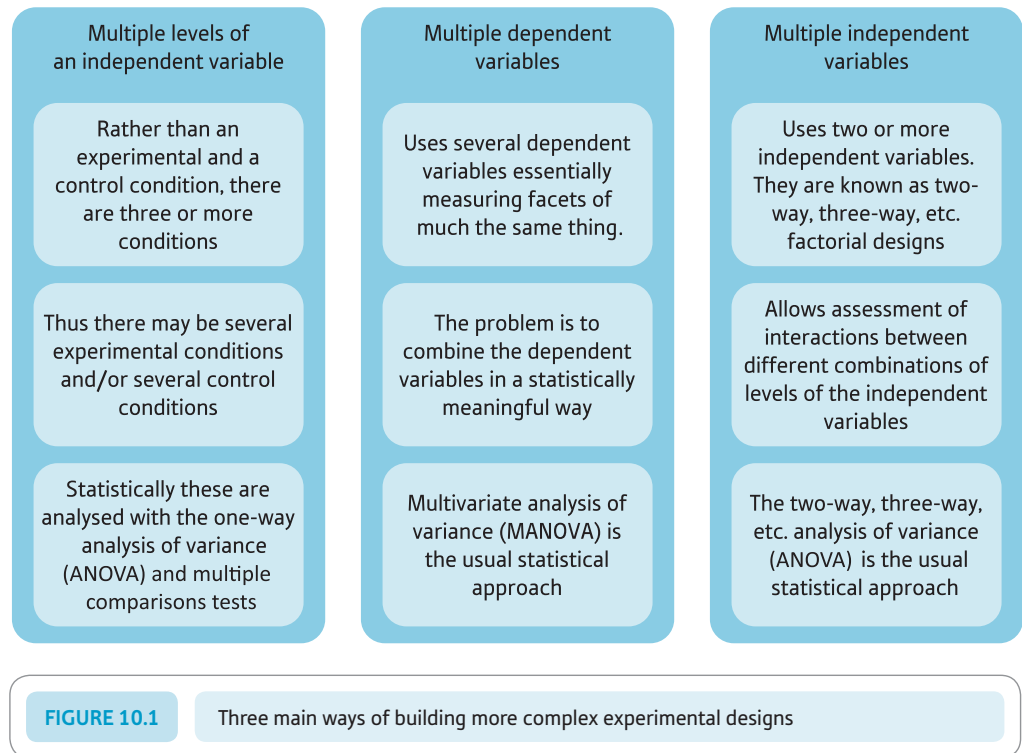 Multiple levels of
an independent variable
Rather than an
experimental and a
control condition, there
are three or more
conditions
Thus there may be several
experimental conditions
and/or several control
conditions
Statistically these are
analysed with the one-way
analysis of variance
(ANOVA) and multiple
comparisons tests
Multiple dependent
variables
Uses several dependent
variables essentially
measuring facets of
much the same thing.
The problem is to
combine the dependent
variables in a statistically
meaningful way
Multivariate analysis of
variance (MANOVA) is
the usual statistical
approach
Multiple independent
variables
Uses two or more
independent variables.
They are known as two-
way, three-way, etc.
factorial designs
Allows assessment of
interactions between
different combinations of
levels of the independent
variables
The two-way, three-way,
etc. analysis of variance
(ANOVA) is the usual
statistical approach
FIGURE 10.1
Three main ways of building more complex experimental designs